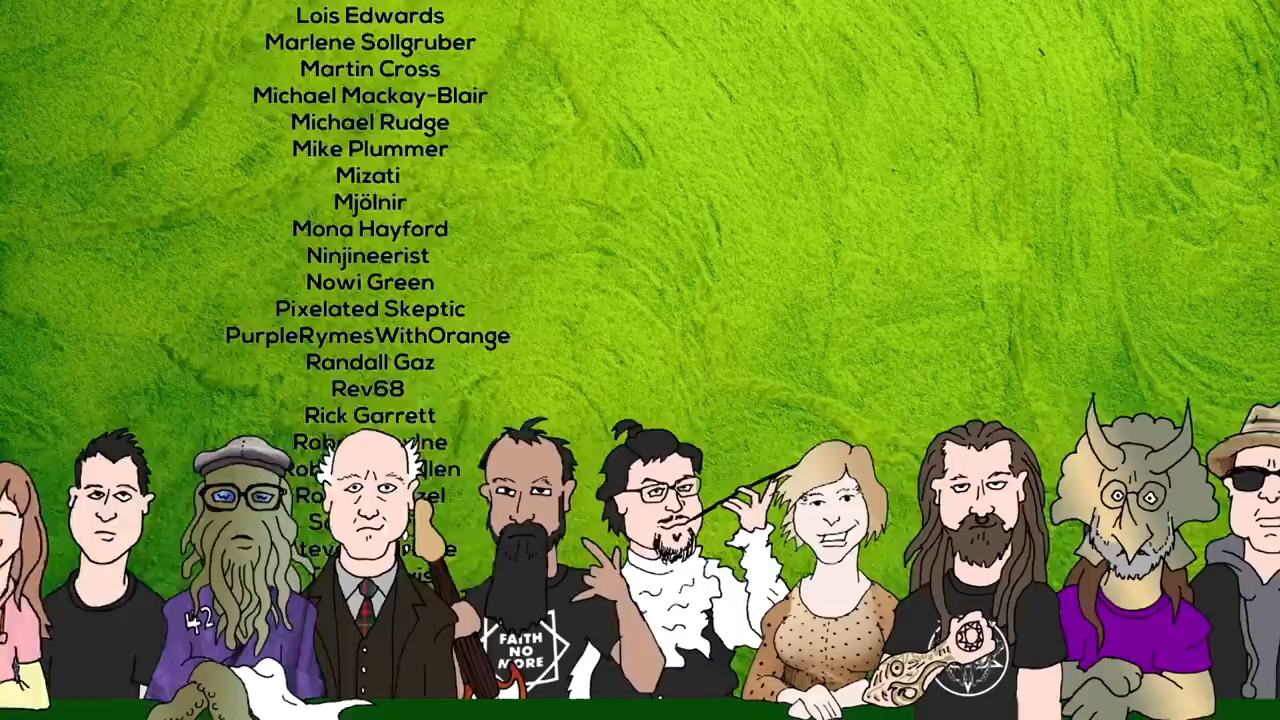 Lois Edwards
Marlene Sollgruber
Martin Cross
Michael Mackay-Blair
Michael Rudge
Mike Plummer
Mizati
Mjölnir
Mona Hayford
Ninjineerist
Nowi Green
Pixelated Skeptic
PurpleRymesWithOrange
Randall Gaz
Rev68
Rick Garrett
42
FAITH
NO
MORE